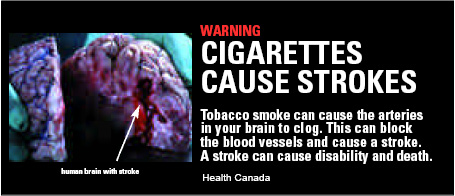 WARNING
CIGARETTES
CAUSE STROKES
Tobacco smoke can cause the arteries
in your brain to clog. This can block
the blood vessels and cause a stroke.
A stroke can cause disability and death.
Health Canada
human brain with stroke